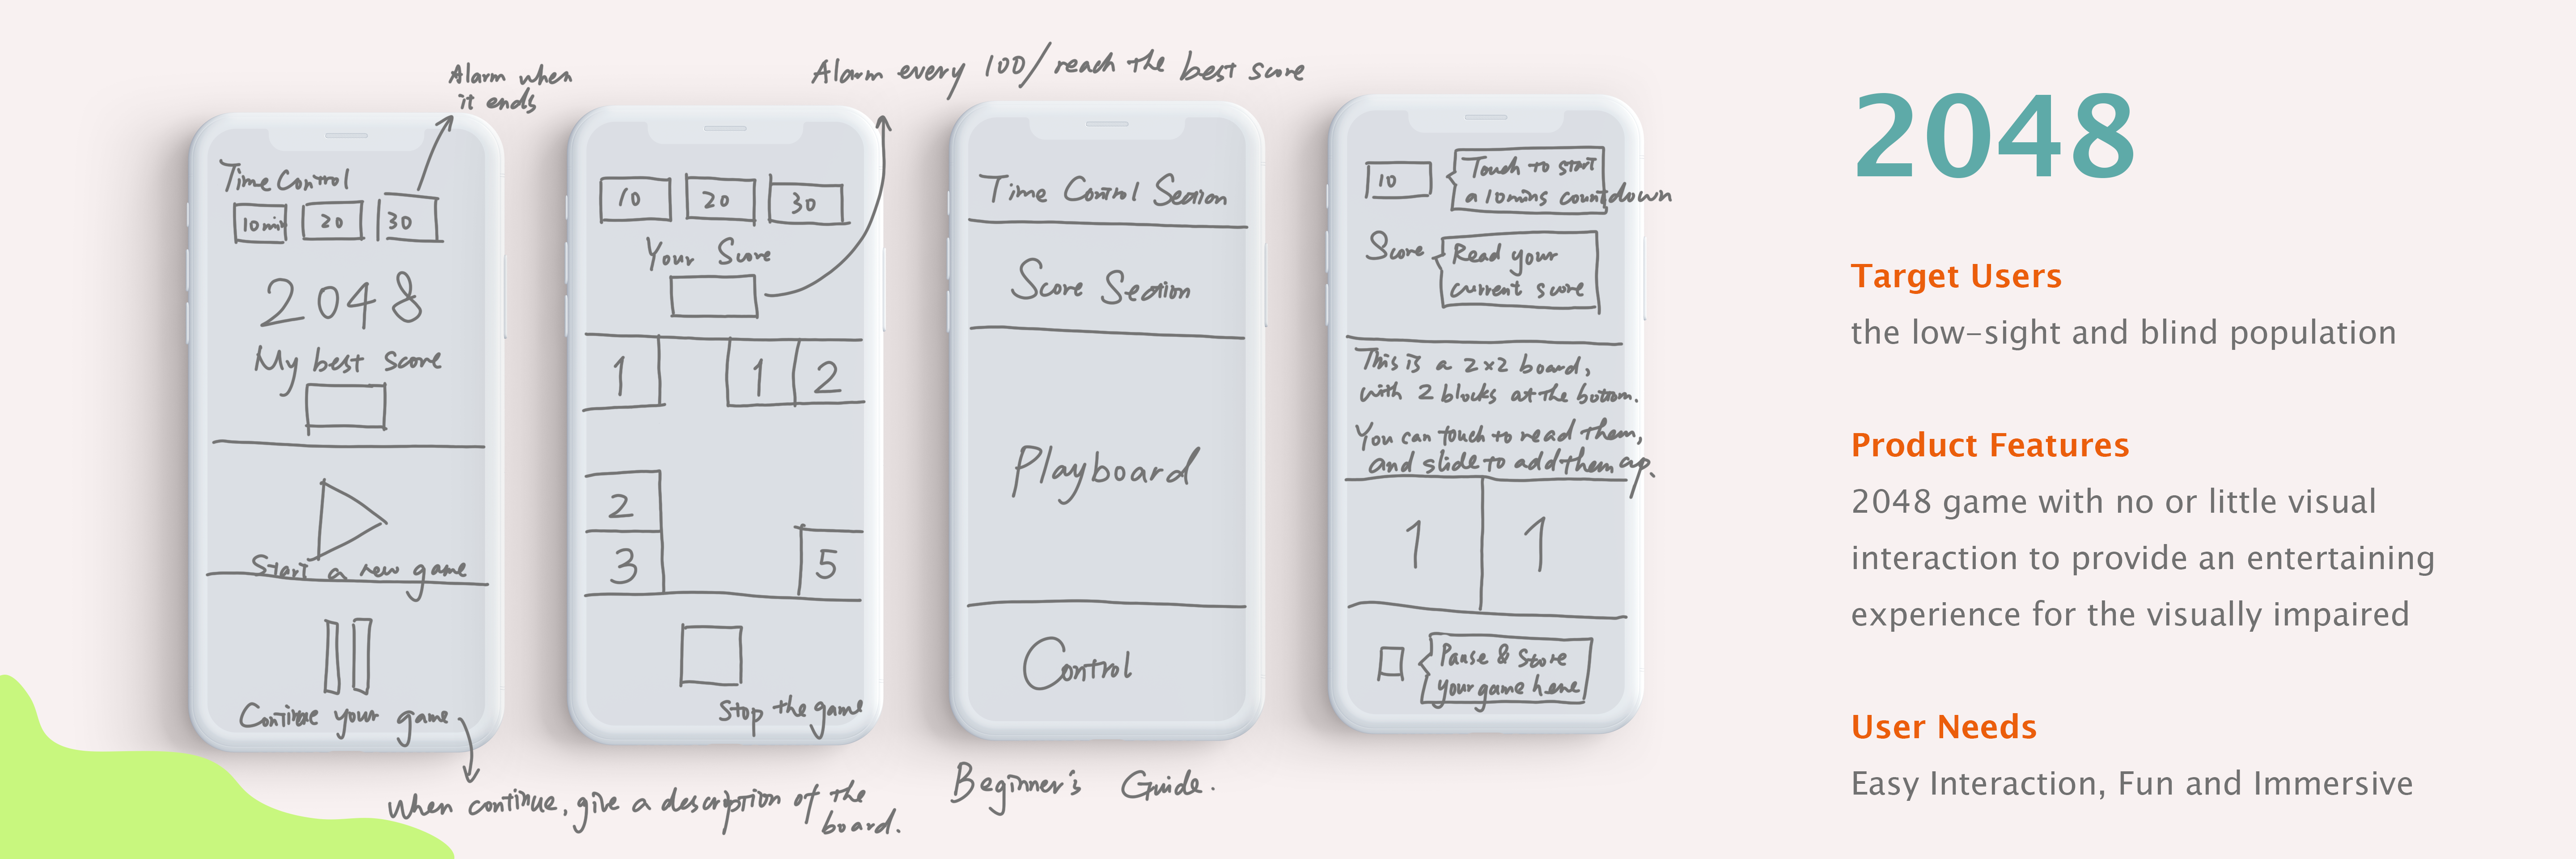 Alarm when
it ends
Time Control
10min 20 30
2048
My best score
Start a new game
Continue your game
When continue, give a description of the
board.
Alarm every 100/reach the best score
10 20 30
Your Score
1 1 2
2
3 5
Stop the game
Time Control Section
Score Section
Playboard
Control
Beginner's Guide.
10
Touch to start
a 10mins countdown
Score
Read your
current score
This is a 2×2 board,
with 2 blocks at the bottom.
You can touch to read them,
and slide to add them up.
1 1
Pause & Store
your game here
2048
Target Users
the low-sight and blind population
Product Features
2048 game with no or little visual
interaction to provide an entertaining
experience for the visually impaired
User Needs
Easy Interaction, Fun and Immersive